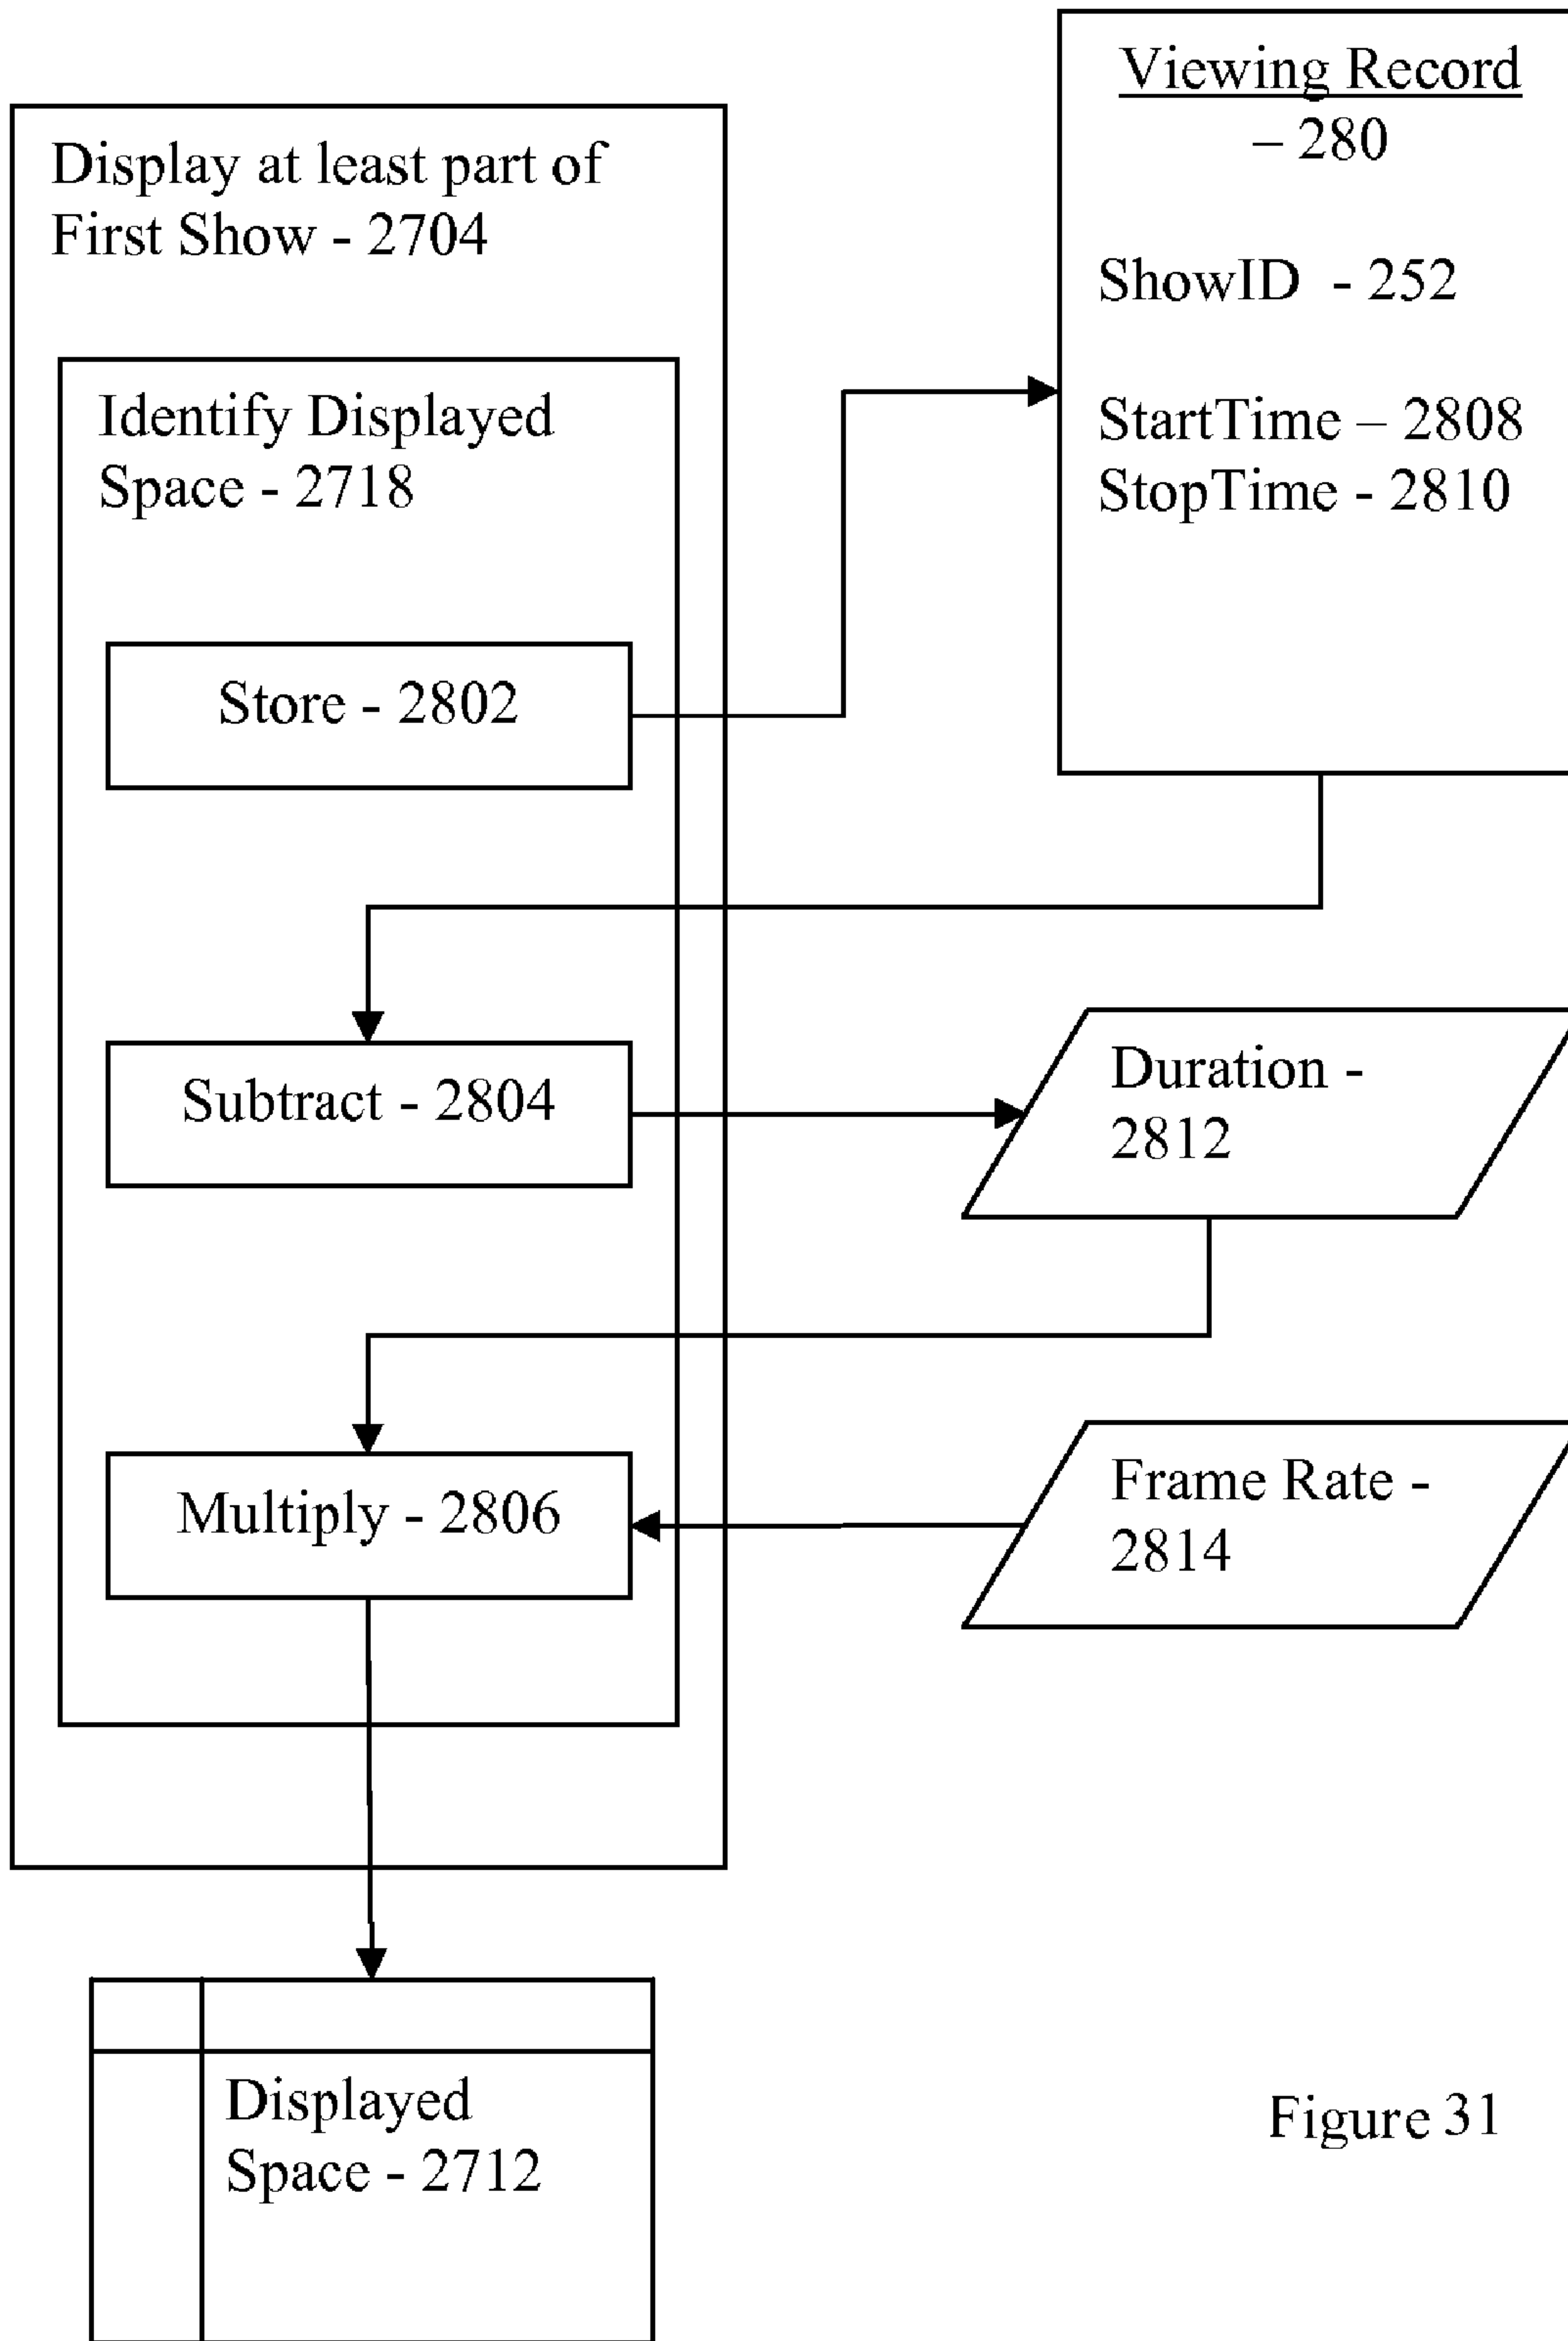 Viewing Record
– 280
ShowID - 252
StartTime – 2808
StopTime - 2810
Display at least part of
First Show - 2704
Identify Displayed
Space - 2718
Store - 2802
Subtract - 2804
Duration -
2812
Multiply - 2806
Frame Rate -
2814
Displayed
Space - 2712
Figure 31